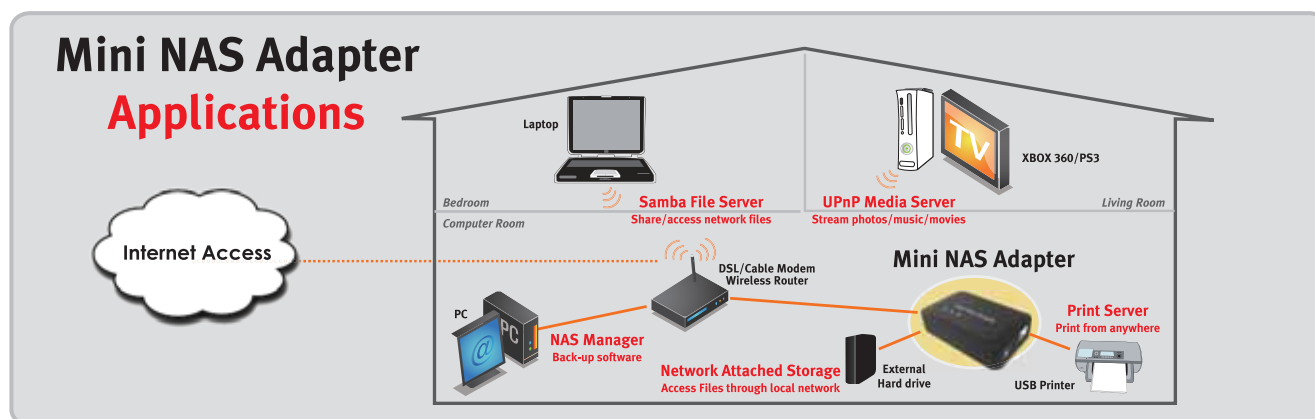 Mini NAS Adapter
Applications
Laptop
TV
XBOX 360/PS3
Bedroom
Samba File Server
Share/access network files
UPnP Media Server
Stream photos/music/movies
Living Room
Computer Room
Internet Access
DSL/Cable Modem
Wireless Router
Mini NAS Adapter
PC
PC
@
NAS Manager
Back-up software
Print Server
Print from anywhere
Network Attached Storage
Access Files through local network
External
Hard drive
USB Printer